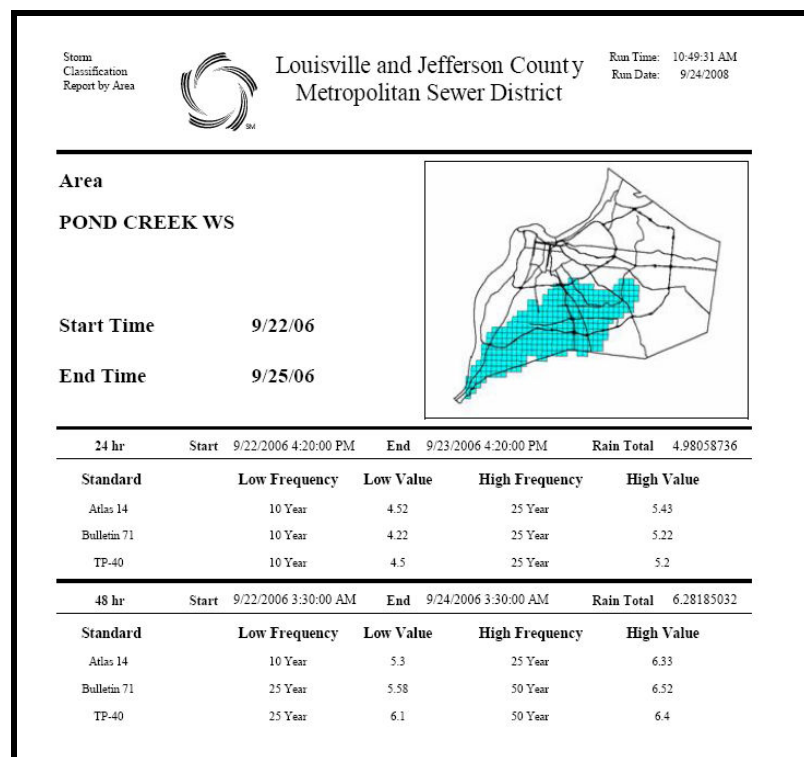 Storm
Classification
Report by Area
SM
Louisville and Jefferson County
Metropolitan Sewer District
Run Time: 10:49:31 AM
Run Date: 9/24/2008
Area
POND CREEK WS
Start Time 9/22/06
End Time 9/25/06
24 hr Start 9/22/2006 4:20:00 PM End 9/23/2006 4:20:00 PM Rain Total 4.98058736
Standard Low Frequency Low Value High Frequency High Value
Atlas 14 10 Year 4.52 25 Year 5.43
Bulletin 71 10 Year 4.22 25 Year 5.22
TP-40 10 Year 4.5 25 Year 5.2
48 hr Start 9/22/2006 3:30:00 AM End 9/24/2006 3:30:00 AM Rain Total 6.28185032
Standard Low Frequency Low Value High Frequency High Value
Atlas 14 10 Year 5.3 25 Year 6.33
Bulletin 71 25 Year 5.58 50 Year 6.52
TP-40 25 Year 6.1 50 Year 6.4